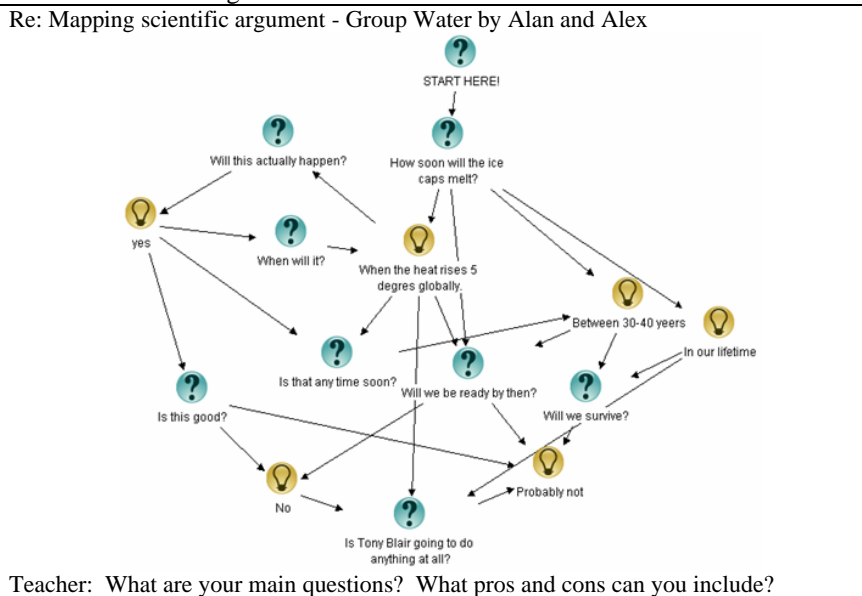 Re: Mapping scientific argument - Group Water by Alan and Alex
?
START HERE!
?
Will this actually happen?
?
How soon will the ice
caps melt?
yes
?
When will it?
When the heat rises 5
degres globally.
Between 30-40 yeers
In our lifetime
?
Is that any time soon?
?
Will we be ready by then?
?
Is this good?
?
Will we survive?
No
Probably not
?
Is Tony Blair going to do
anything at all?
Teacher: What are your main questions? What pros and cons can you include?